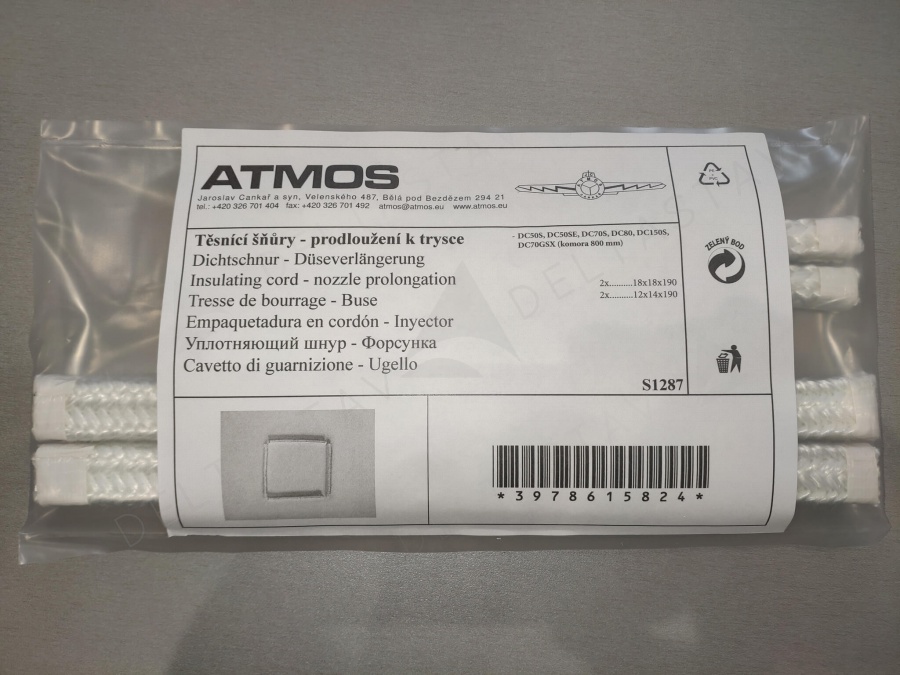 ATMOS
Jaroslav Cankař a syn, Velenského 487, Bělá pod Bezdězem 294 21
tel.: +420 326 701 404 fax: +420 326 701 492 atmos@atmos.eu www.atmos.eu
Těsnící šňůry - prodloužení k trysce
Dichtschnur - Düseverlängerung
Insulating cord - nozzle prolongation
Tresse de bourrage - Buse
Empaquetadura en cordón - Inyector
Уплотняющий шнур - Форсунка
Cavetto di guarnizione - Ugello
- DC50S, DC50SE, DC70S, DC80, DC150S,
DC70GSX (komora 800 mm)
2x..........18x18x190
2x..........12x14x190
S1287
ZELENÝ BOD
*3978615824*